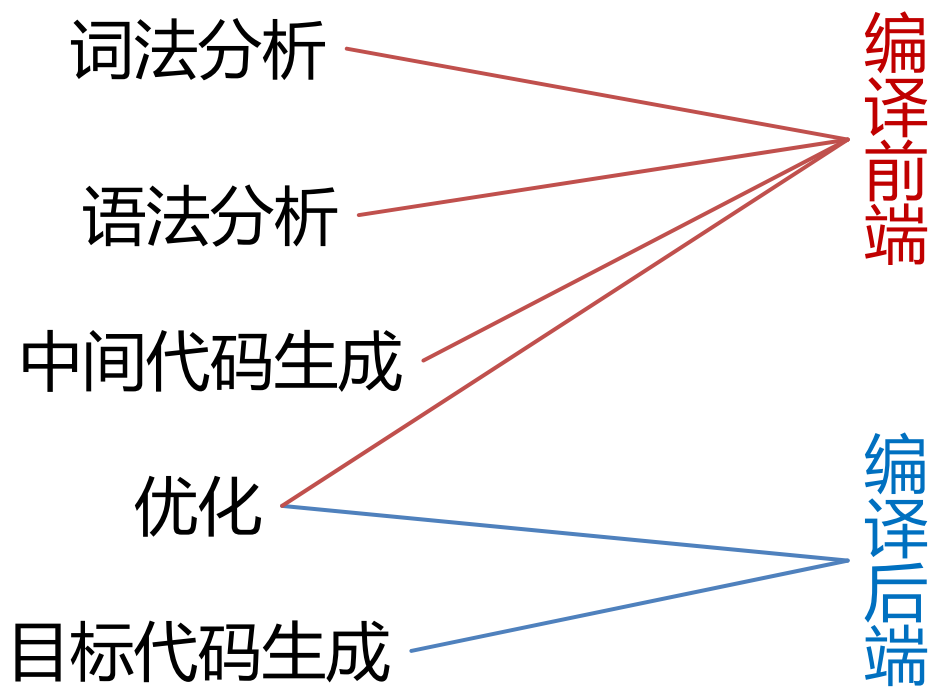 词法分析
语法分析
中间代码生成
优化
目标代码生成
编译前端
编译后端